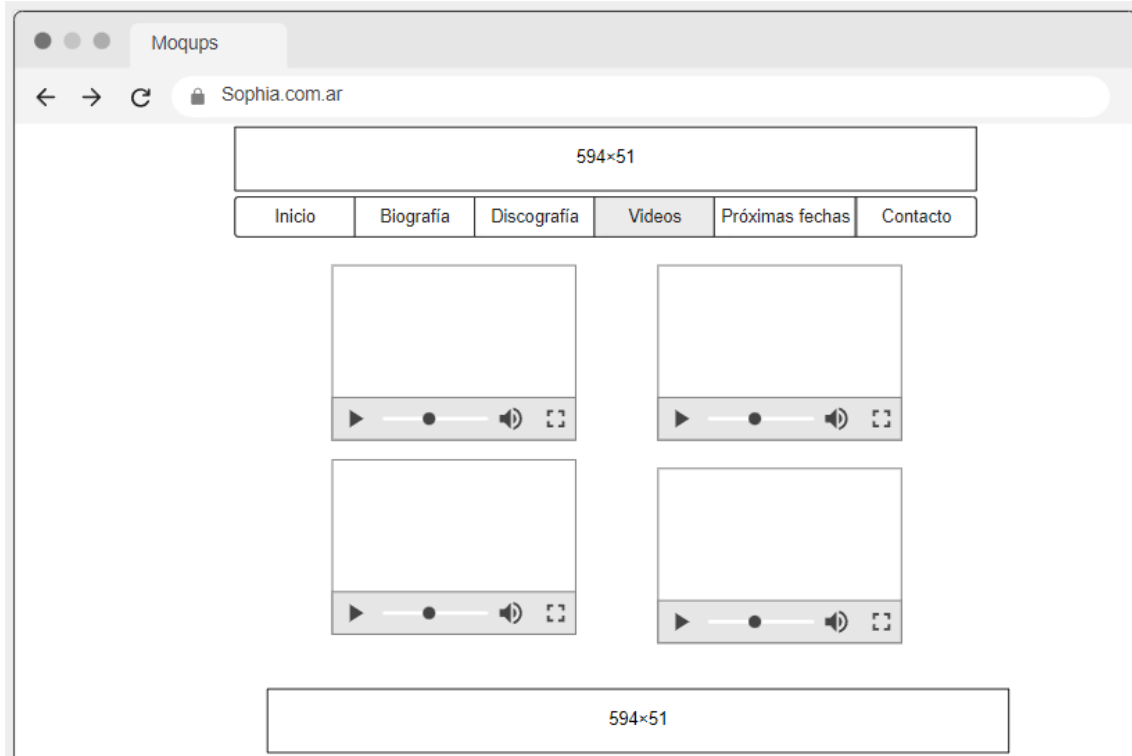 Moqups
Sophia.com.ar
594×51
Inicio Biografía Discografía Videos Próximas fechas Contacto
594×51